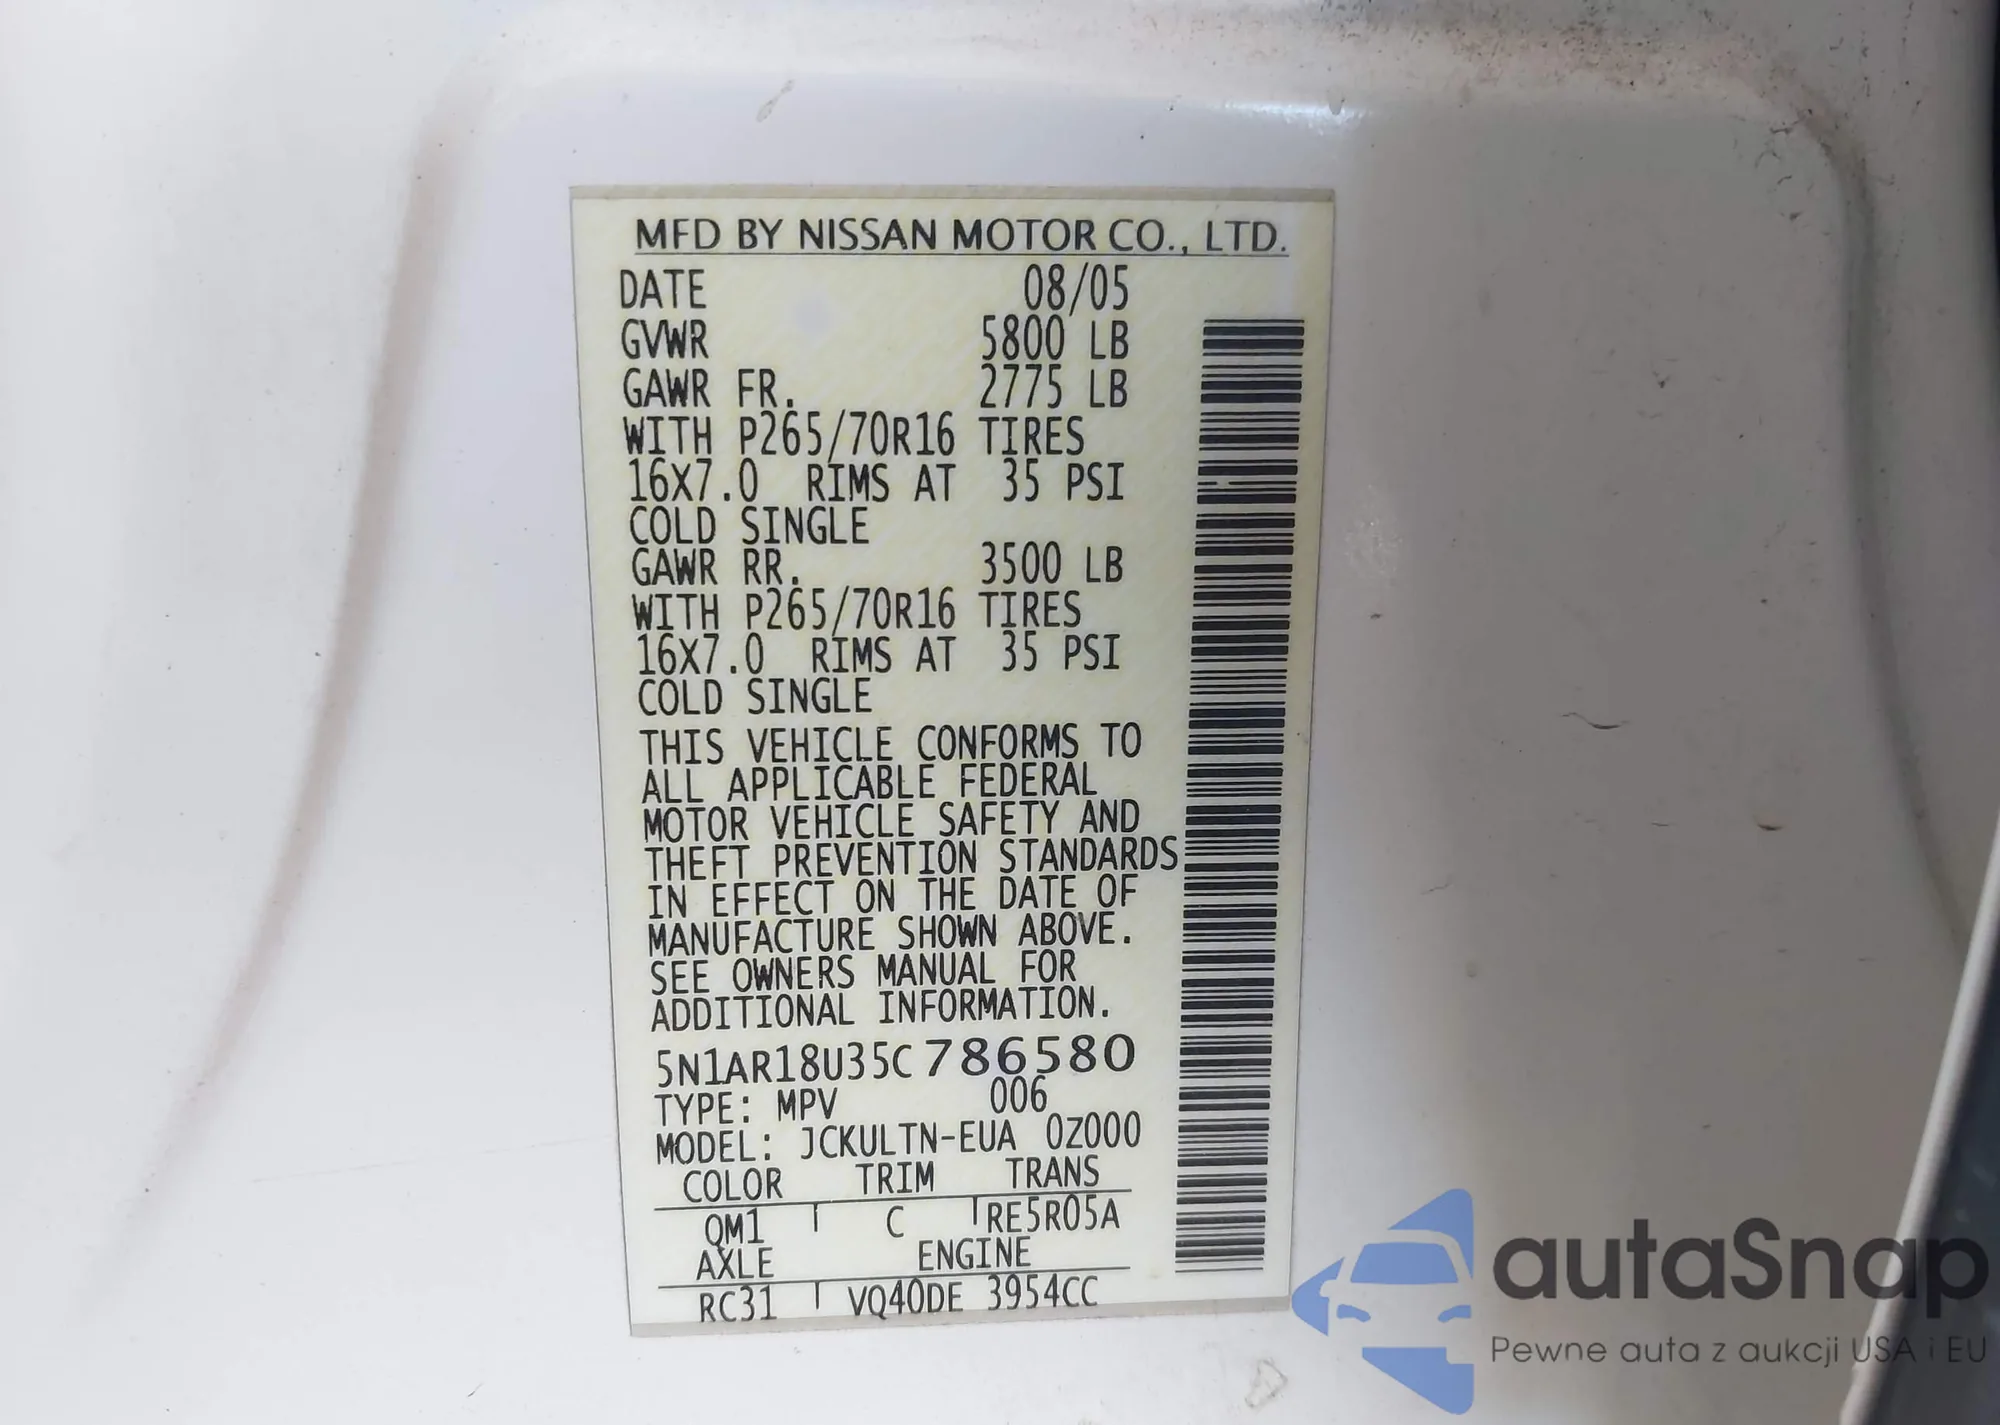 MFD BY NISSAN MOTOR CO., LTD.
DATE 08/05
GVWR 5800 LB
GAWR FR. 2775 LB
WITH P265/70R16 TIRES
16X7.0 RIMS AT 35 PSI
COLD SINGLE
GAWR RR. 3500 LB
WITH P265/70R16 TIRES
16X7.0 RIMS AT 35 PSI
COLD SINGLE
THIS VEHICLE CONFORMS TO
ALL APPLICABLE FEDERAL
MOTOR VEHICLE SAFETY AND
THEFT PREVENTION STANDARDS
IN EFFECT ON THE DATE OF
MANUFACTURE SHOWN ABOVE.
SEE OWNERS MANUAL FOR
ADDITIONAL INFORMATION.
5N1AR18U35C786580
TYPE: MPV 006
MODEL: JCKULTN-EUA 0Z000
COLOR TRIM TRANS
QM1 C RE5R05A
AXLE ENGINE
RC31 VQ40DE 3954CC
autaSnap
Pewne auta z aukcji USA i EU